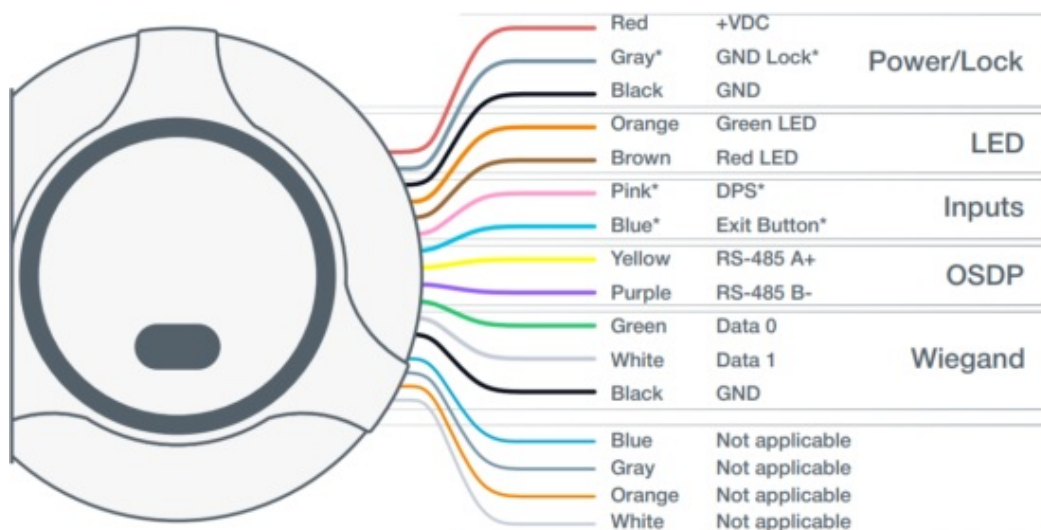 Red +VDC
Gray* GND Lock* Power/Lock
Black GND
Orange Green LED
LED
Brown Red LED
Pink* DPS*
Inputs
Blue* Exit Button*
Yellow RS-485 A+
OSDP
Purple RS-485 B-
Green Data 0
White Data 1 Wiegand
Black GND
Blue Not applicable
Gray Not applicable
Orange Not applicable
White Not applicable